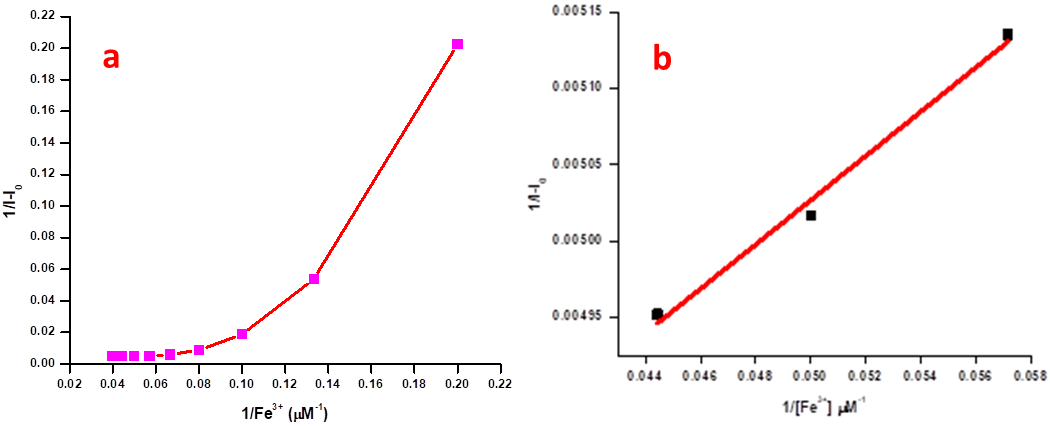 a
0.22
0.20
0.18
0.16
0.14
0.12
0.10
0.08
0.06
0.04
0.02
0.00
1/I-I₀
0.02 0.04 0.06 0.08 0.10 0.12 0.14 0.16 0.18 0.20 0.22
1/Fe³⁺ (μM⁻¹)
b
0.00515
0.00510
0.00505
0.00500
0.00495
1/I-I₀
0.044 0.046 0.048 0.050 0.052 0.054 0.056 0.058
1/[Fe³⁺] μM⁻¹